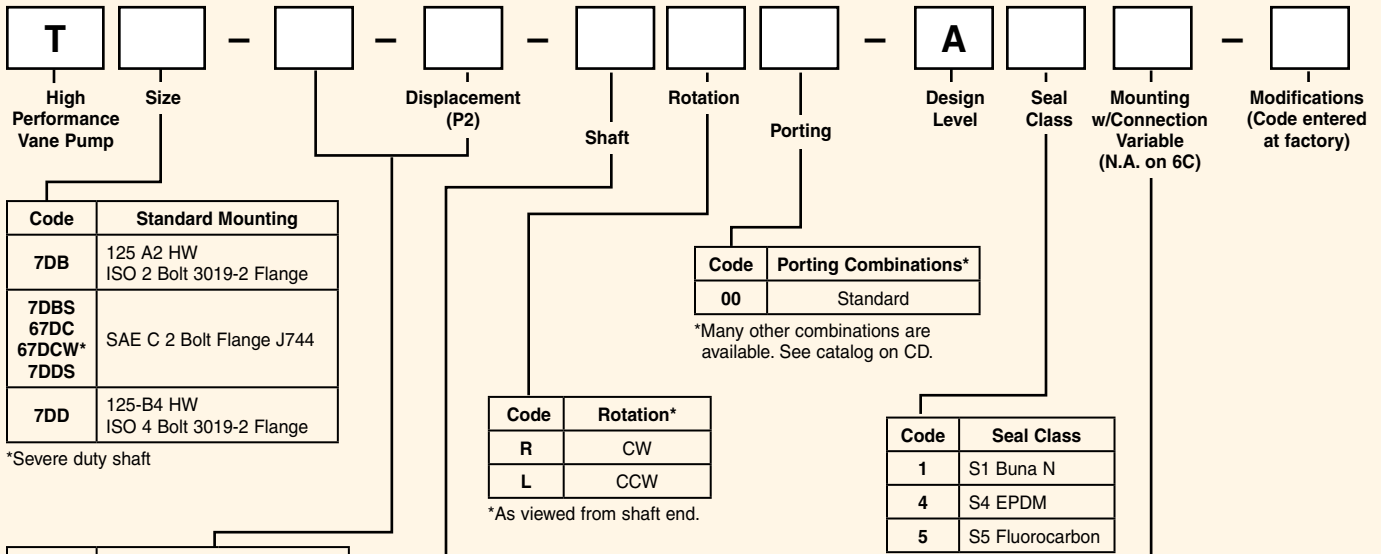 T – – – – A –
High
Performance
Vane Pump
Size
Displacement
(P2)
Shaft
Rotation
Porting
Design
Level
Seal
Class
Mounting
w/Connection
Variable
(N.A. on 6C)
Modifications
(Code entered
at factory)
Code Standard Mounting
7DB 125 A2 HW
ISO 2 Bolt 3019-2 Flange
7DBS
67DC
67DCW*
7DDS
SAE C 2 Bolt Flange J744
7DD 125-B4 HW
ISO 4 Bolt 3019-2 Flange
*Severe duty shaft
Code Rotation*
R CW
L CCW
*As viewed from shaft end.
Code Porting Combinations*
00 Standard
*Many other combinations are
available. See catalog on CD.
Code Seal Class
1 S1 Buna N
4 S4 EPDM
5 S5 Fluorocarbon